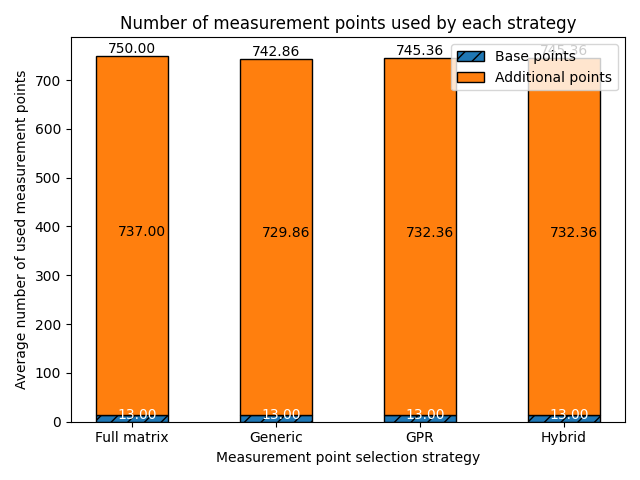 Number of measurement points used by each strategy
750.00
742.86
745.36
745.36
Base points
Additional points
Average number of used measurement points
700
600
500
400
300
200
100
0
737.00
729.86
732.36
732.36
13.00
13.00
13.00
13.00
Full matrix
Generic
GPR
Hybrid
Measurement point selection strategy